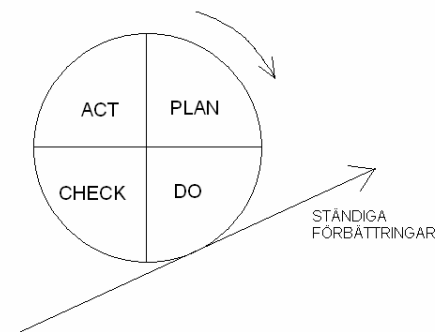 ACT
PLAN
CHECK
DO
STÄNDIGA
FÖRBÄTTRINGAR